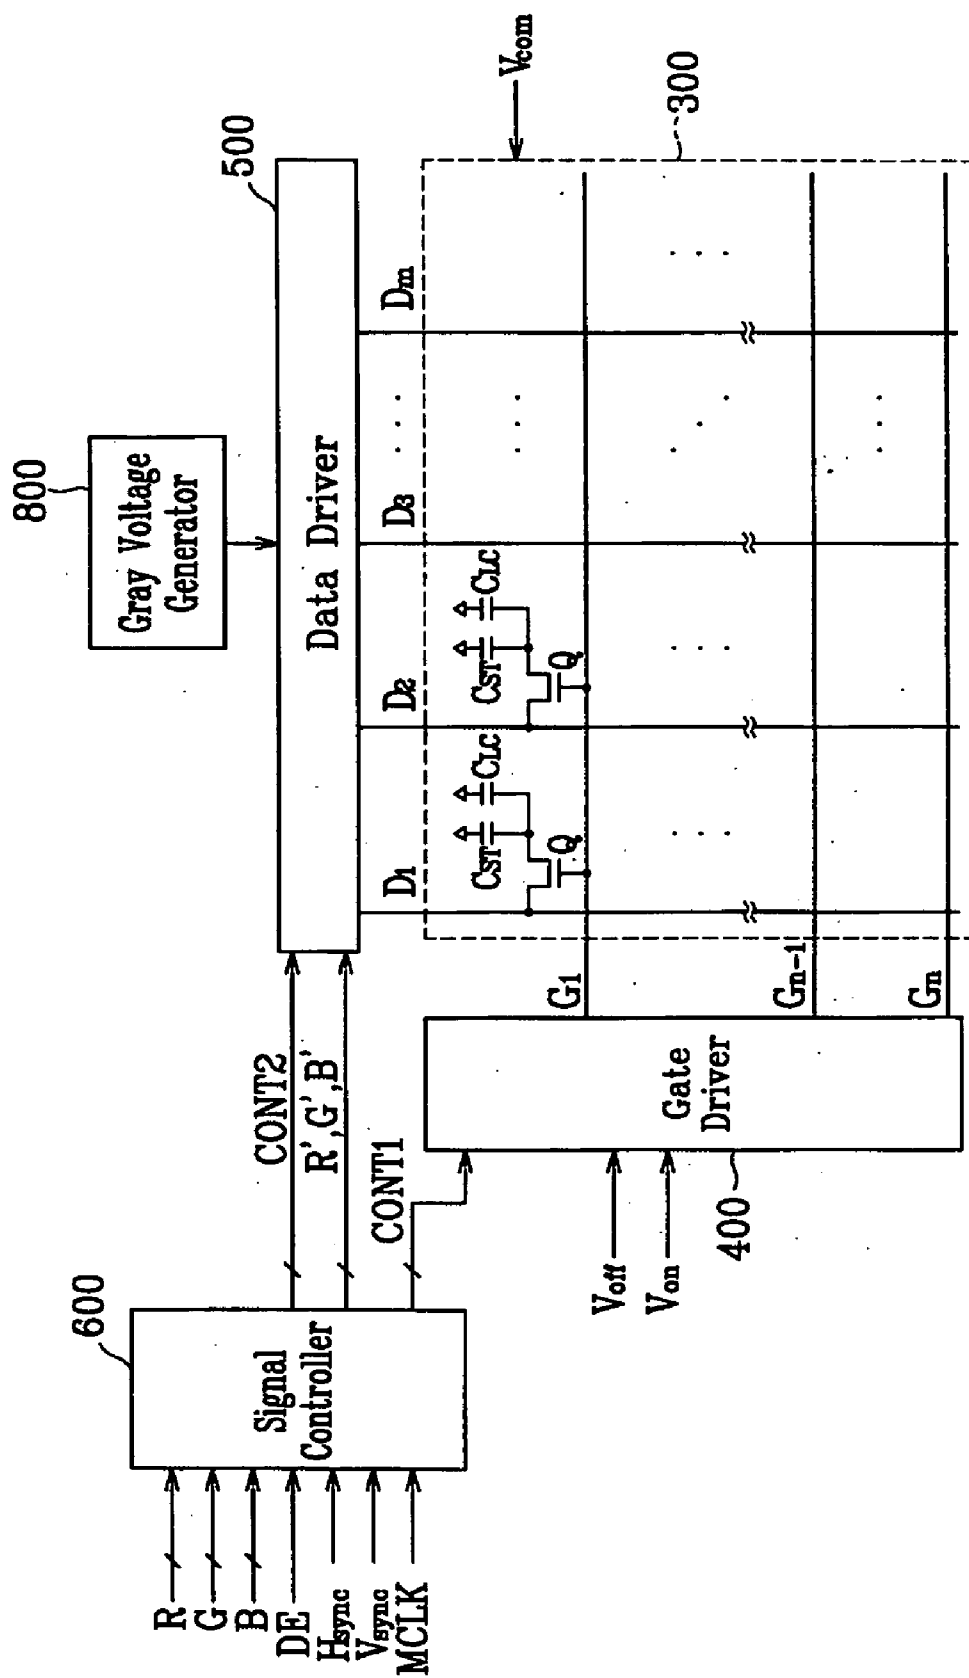 800
Gray Voltage
Generator
500
Data Driver
600
Signal
Controller
R
G
B
DE
Hsync
Vsync
MCLK
CONT2
R',G',B'
CONT1
D1
D2
D3
Dm
Vcom
CST
CLC
Q
CST
CLC
Q
300
G1
Gn-1
Gn
Gate
Driver
400
Voff
Von